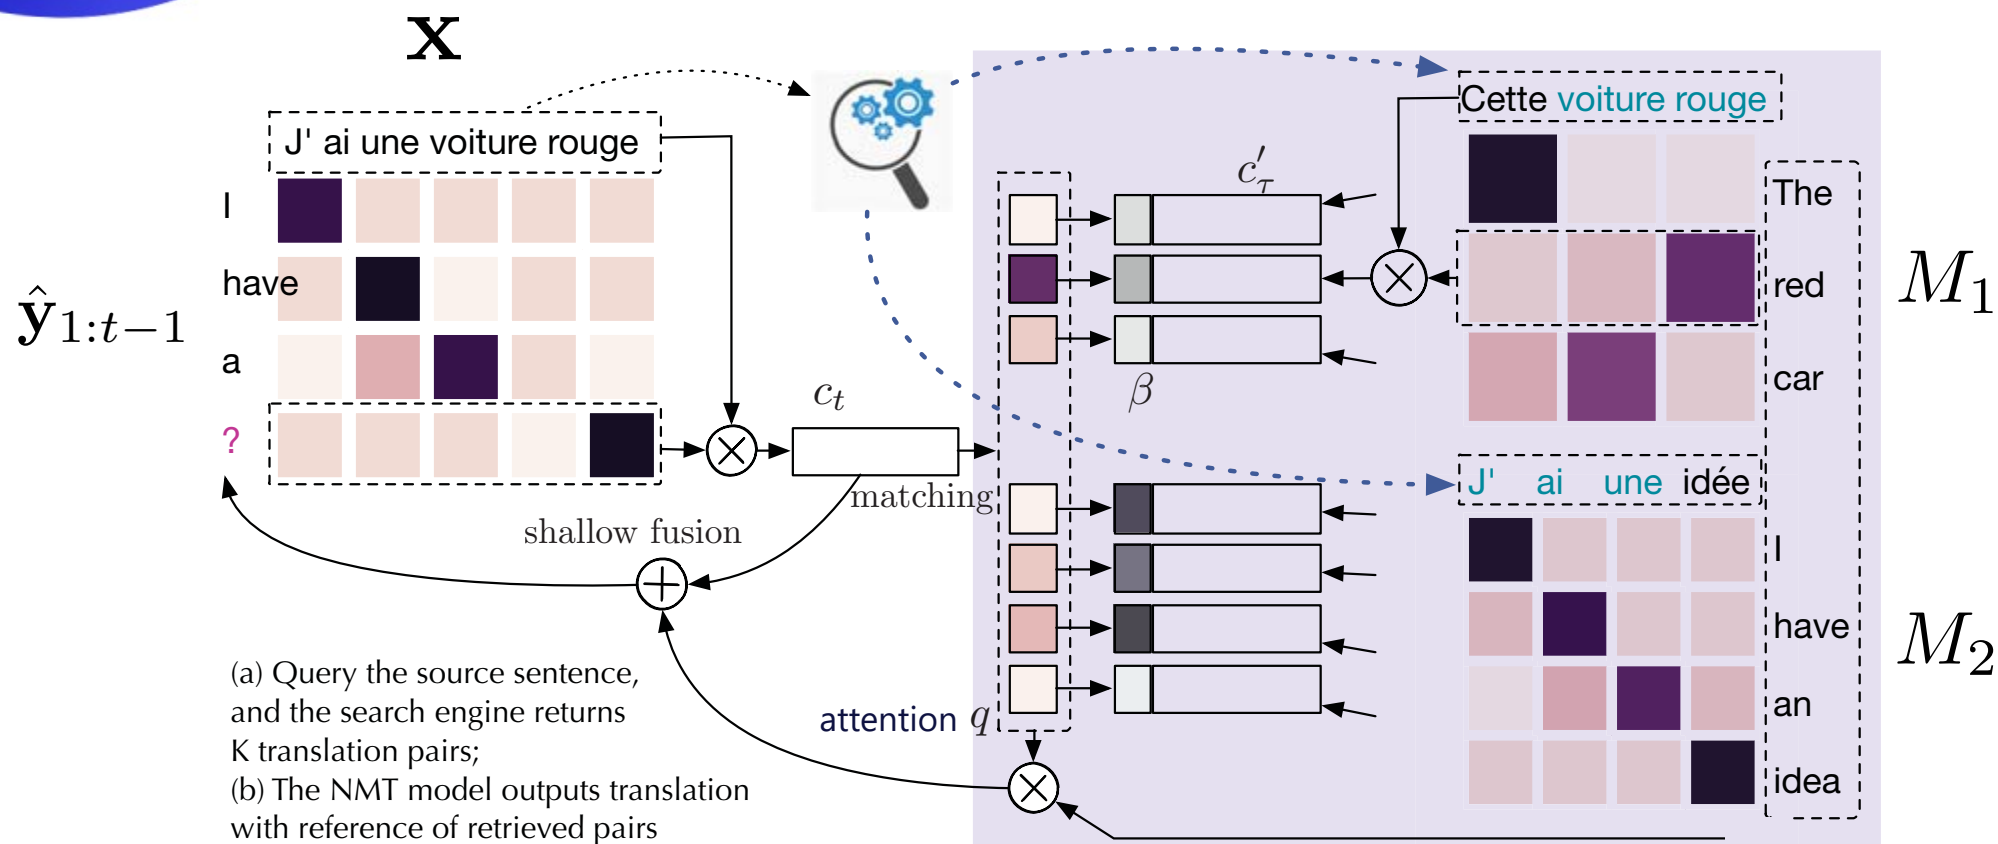 x
J' ai une voiture rouge
I
have
a
?
ŷ1:t−1
c_t
matching
shallow fusion
(a) Query the source sentence,
and the search engine returns
K translation pairs;
(b) The NMT model outputs translation
with reference of retrieved pairs
attention q
c'_τ
β
Cette voiture rouge
The
red
car
M1
J' ai une idée
I
have
an
idea
M2